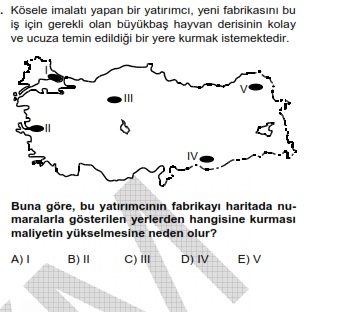 . Kösele imalatı yapan bir yatırımcı, yeni fabrikasını bu
iş için gerekli olan büyükbaş hayvan derisinin kolay
ve ucuza temin edildiği bir yere kurmak istemektedir.
I
V
III
II
IV
Buna göre, bu yatırımcının fabrikayı haritada nu-
maralarla gösterilen yerlerden hangisine kurması
maliyetin yükselmesine neden olur?
A) I B) II C) III D) IV E) V